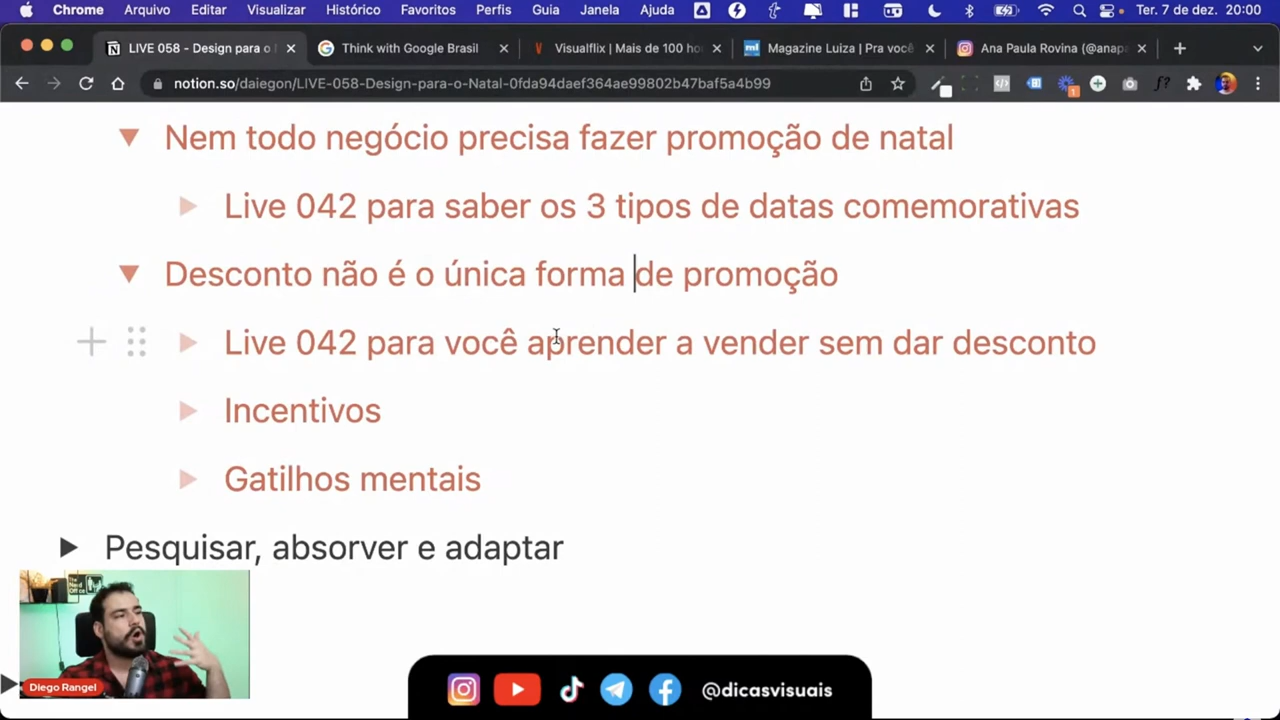 Chrome Arquivo Editar Visualizar Histórico Favoritos Perfis Guia Janela Ajuda Ter. 7 de dez. 20:00
LIVE 058 - Design para o Think with Google Brasil Visualflix | Mais de 100 ho Magazine Luiza | Pra você Ana Paula Rovina (@anapa
notion.so/daiegon/LIVE-058-Design-para-o-Natal-0fda94daef364ae99802b47baf5a4b99
Nem todo negócio precisa fazer promoção de natal
Live 042 para saber os 3 tipos de datas comemorativas
Desconto não é o única forma de promoção
Live 042 para você aprender a vender sem dar desconto
Incentivos
Gatilhos mentais
Pesquisar, absorver e adaptar
Diego Rangel
@dicasvisuais